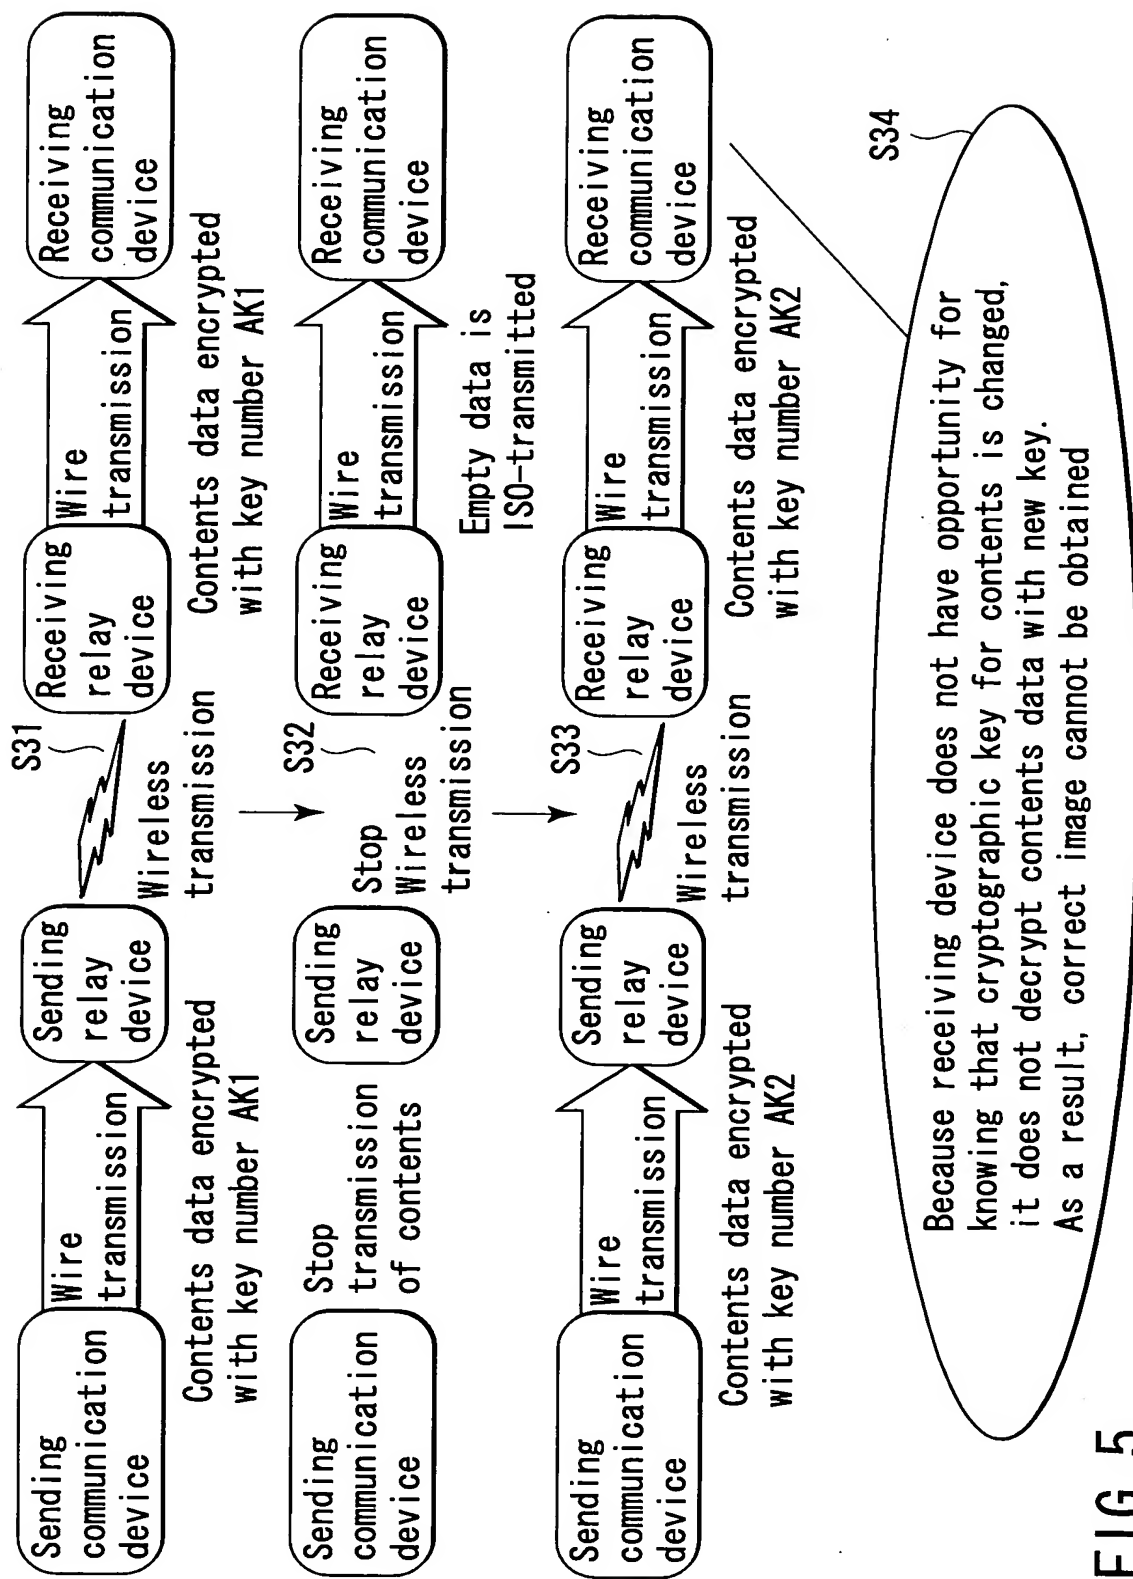 Sending
communication
device
Wire
transmission
Contents data encrypted
with key number AK1
Sending
relay
device
S31
Wireless
transmission
Receiving
relay
device
Wire
transmission
Contents data encrypted
with key number AK1
Receiving
communication
device
Sending
communication
device
Stop
transmission
of contents
Sending
relay
device
S32
Stop
Wireless
transmission
Receiving
relay
device
Wire
transmission
Empty data is
ISO-transmitted
Receiving
communication
device
Sending
communication
device
Wire
transmission
Contents data encrypted
with key number AK2
Sending
relay
device
S33
Wireless
transmission
Receiving
relay
device
Wire
transmission
Contents data encrypted
with key number AK2
Receiving
communication
device
S34
Because receiving device does not have opportunity for
knowing that cryptographic key for contents is changed,
it does not decrypt contents data with new key.
As a result, correct image cannot be obtained
FIG. 5